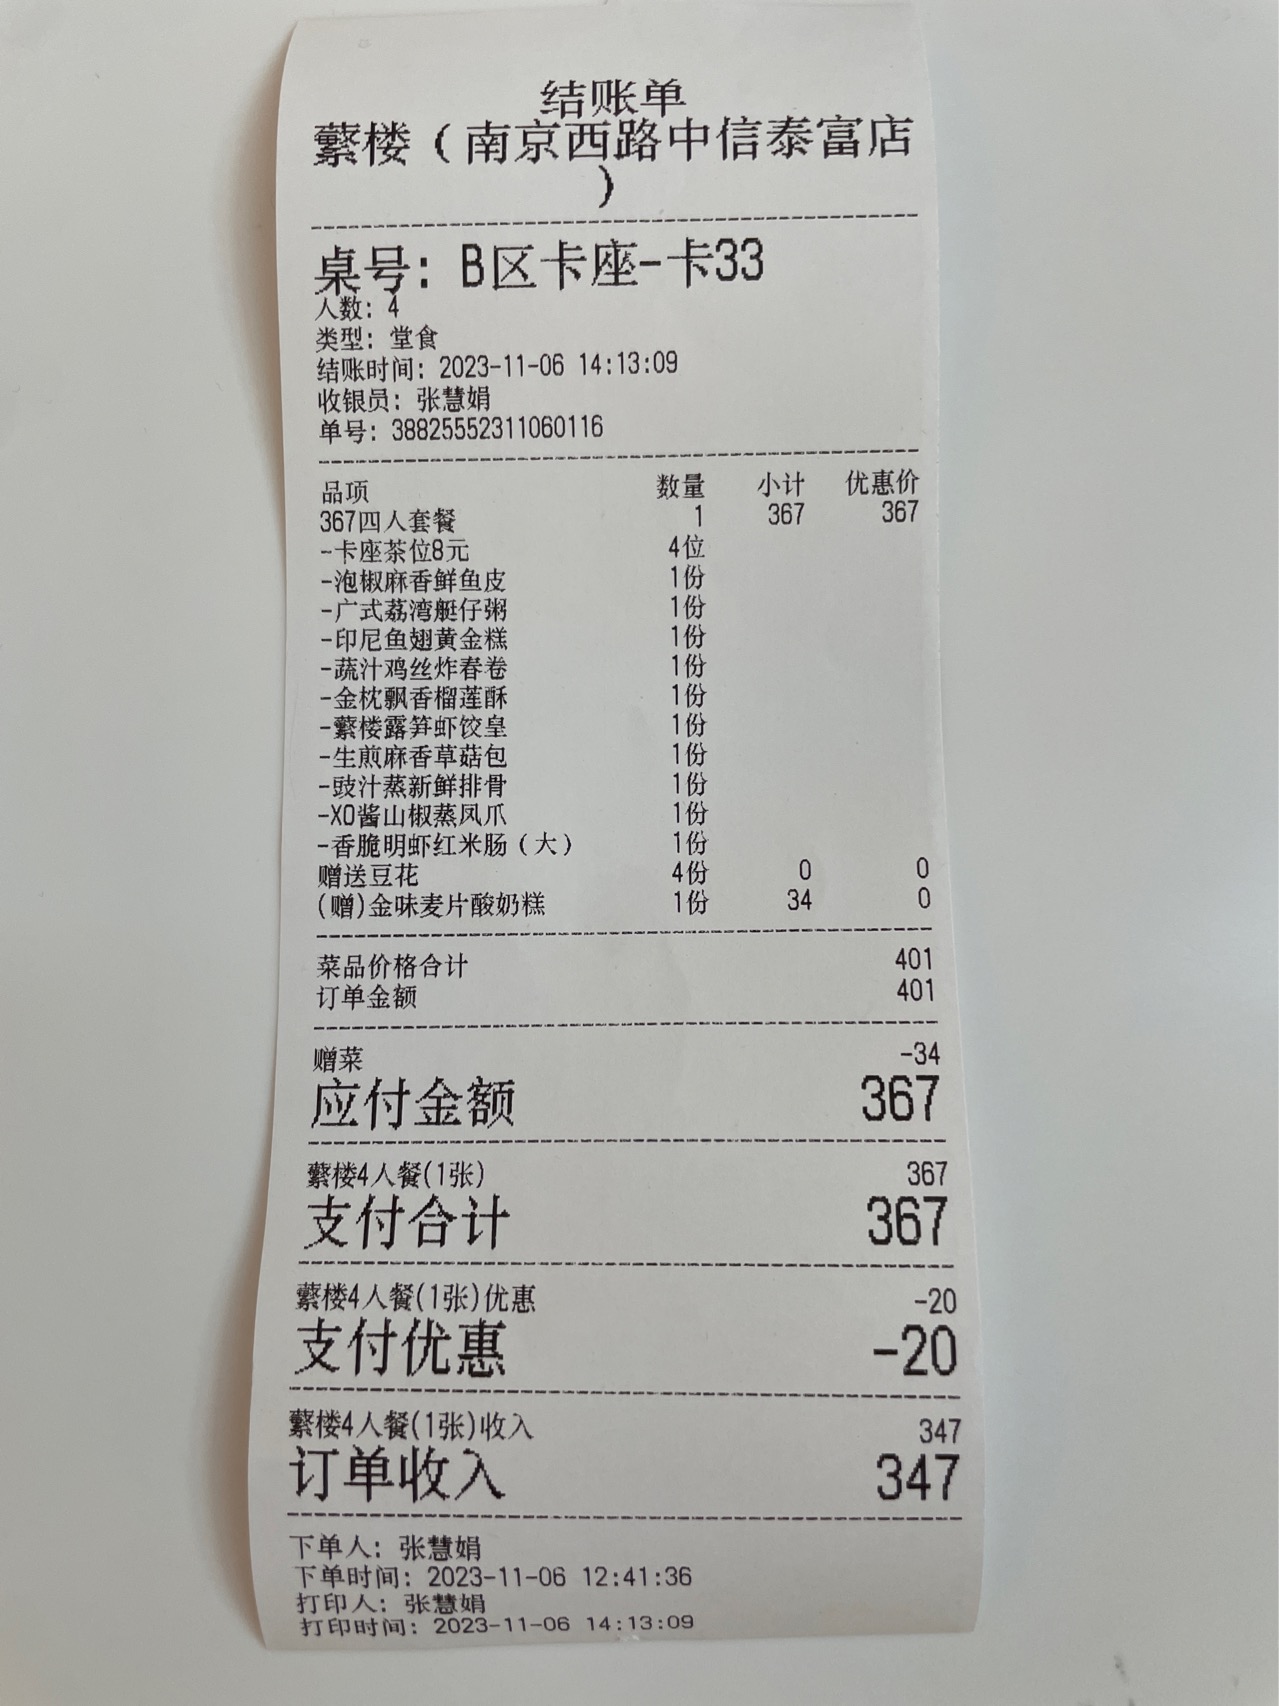 结账单
蘩楼（南京西路中信泰富店
）
桌号: B区卡座-卡33
人数: 4
类型: 堂食
结账时间: 2023-11-06 14:13:09
收银员: 张慧娟
单号: 38825552311060116
品项 数量 小计 优惠价
367四人套餐 1 367 367
-卡座茶位8元 4位
-泡椒麻香鲜鱼皮 1份
-广式荔湾艇仔粥 1份
-印尼鱼翅黄金糕 1份
-蔬汁鸡丝炸春卷 1份
-金枕飘香榴莲酥 1份
-蘩楼露笋虾饺皇 1份
-生煎麻香草菇包 1份
-豉汁蒸新鲜排骨 1份
-XO酱山椒蒸凤爪 1份
-香脆明虾红米肠（大） 1份
赠送豆花 4份 0 0
(赠)金味麦片酸奶糕 1份 34 0
菜品价格合计 401
订单金额 401
赠菜 -34
应付金额 367
蘩楼4人餐(1张) 367
支付合计 367
蘩楼4人餐(1张)优惠 -20
支付优惠 -20
蘩楼4人餐(1张)收入 347
订单收入 347
下单人: 张慧娟
下单时间: 2023-11-06 12:41:36
打印人: 张慧娟
打印时间: 2023-11-06 14:13:09